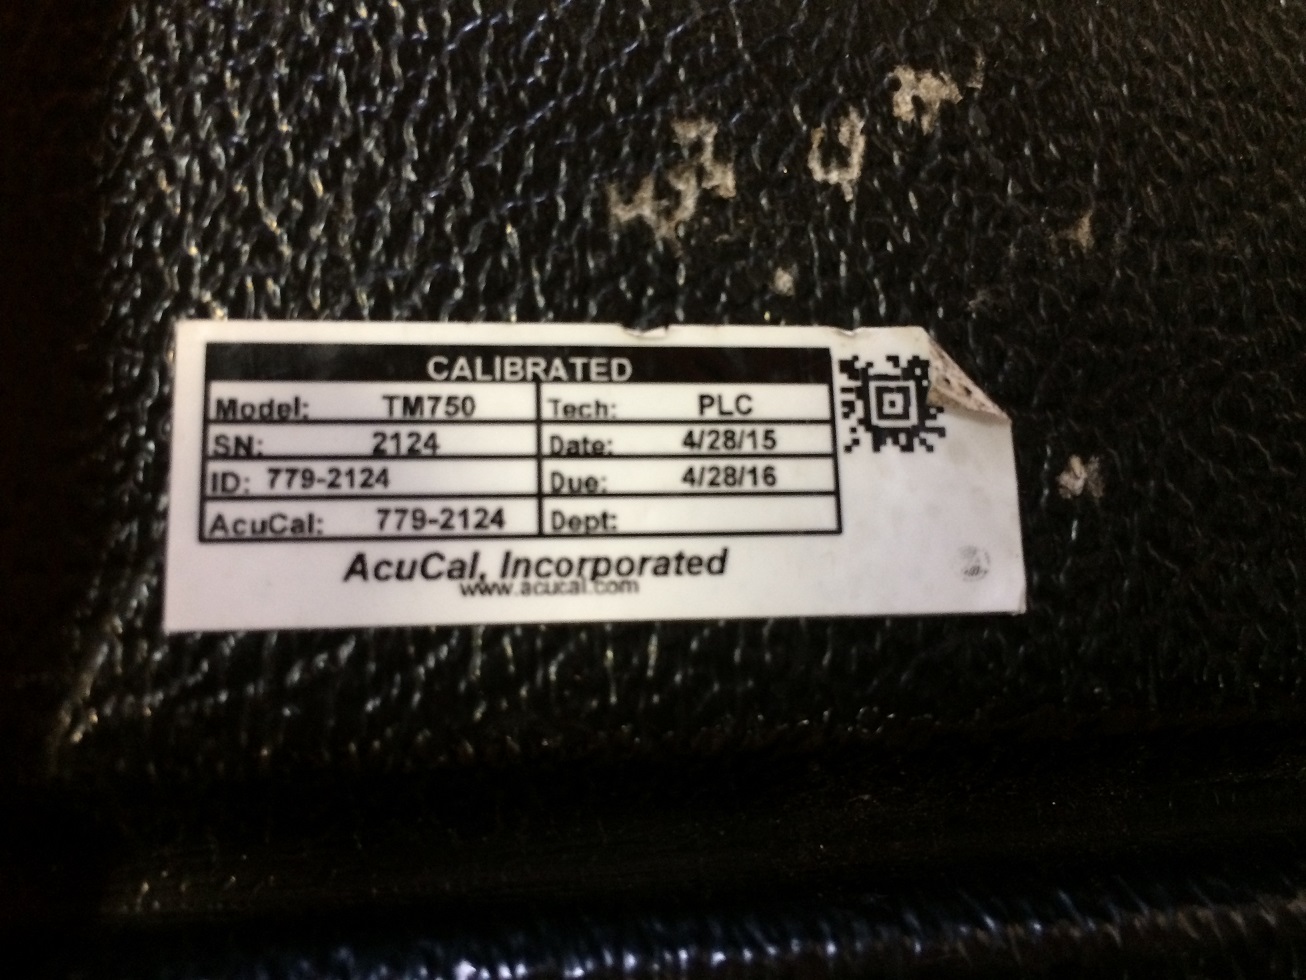 CALIBRATED
Model: TM750 Tech: PLC
SN: 2124 Date: 4/28/15
ID: 779-2124 Due: 4/28/16
AcuCal: 779-2124 Dept:
AcuCal, Incorporated
www.acucal.com